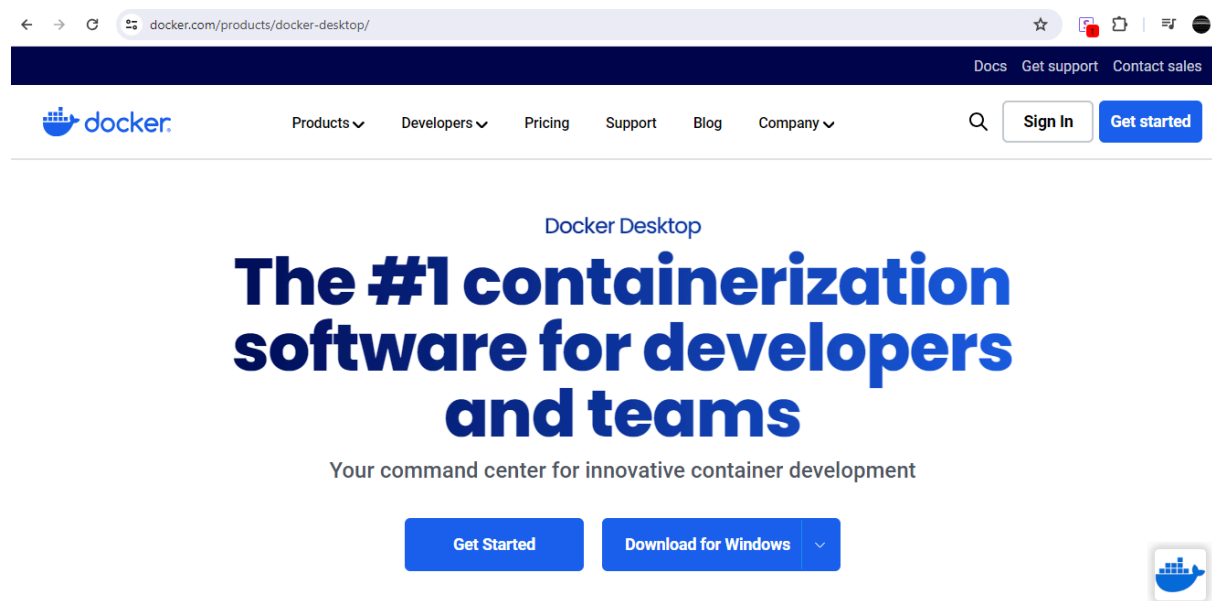 docker.com/products/docker-desktop/
Docs Get support Contact sales
docker Products Developers Pricing Support Blog Company Sign In Get started
Docker Desktop
The #1 containerization
software for developers
and teams
Your command center for innovative container development
Get Started Download for Windows